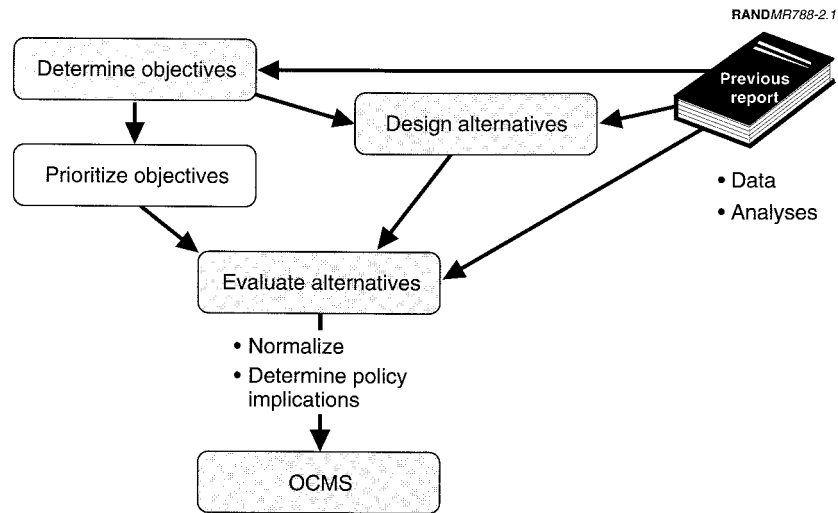 RANDMR788-2.1
Determine objectives
Previous
report
Design alternatives
Prioritize objectives
• Data
• Analyses
Evaluate alternatives
• Normalize
• Determine policy
implications
OCMS